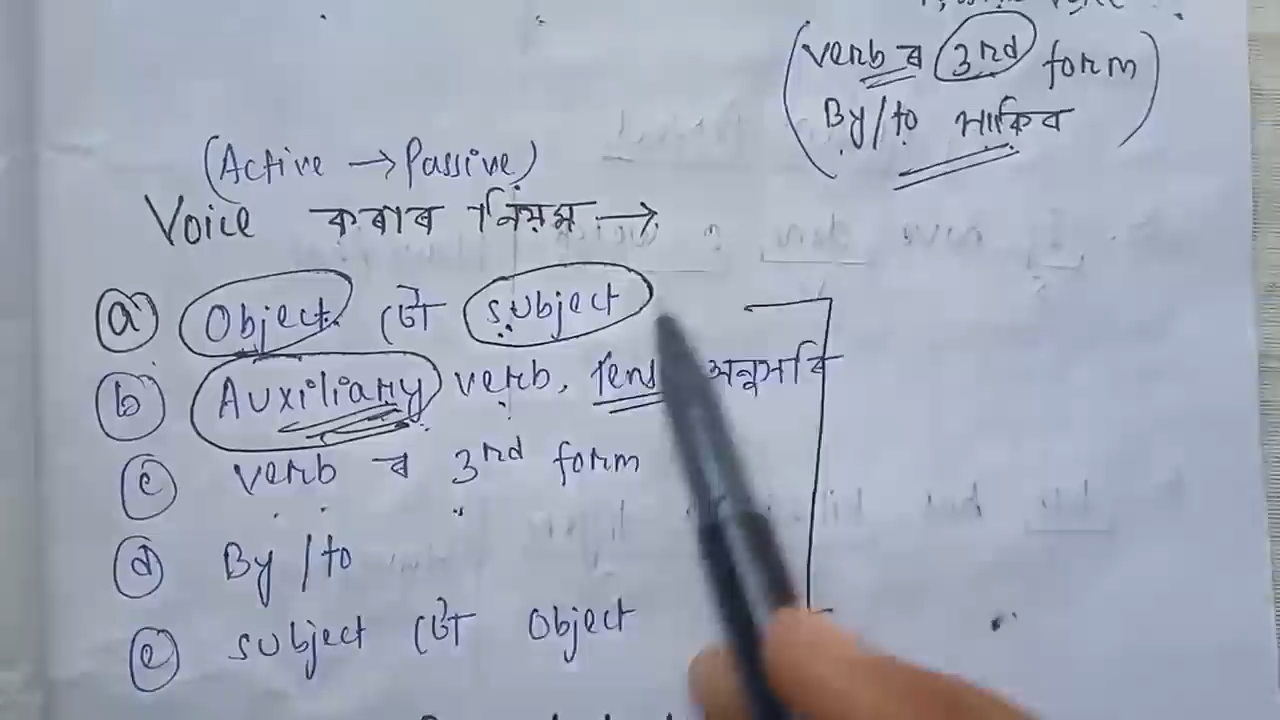 (verb ৰ 3rd form
By/to থাকিব)
(Active → Passive)
Voice কৰাৰ নিয়ম →
(a) Object টো subject
(b) Auxiliary verb, অনুসৰি
(c) verb ৰ 3rd form
(d) By / to
(e) subject টো Object